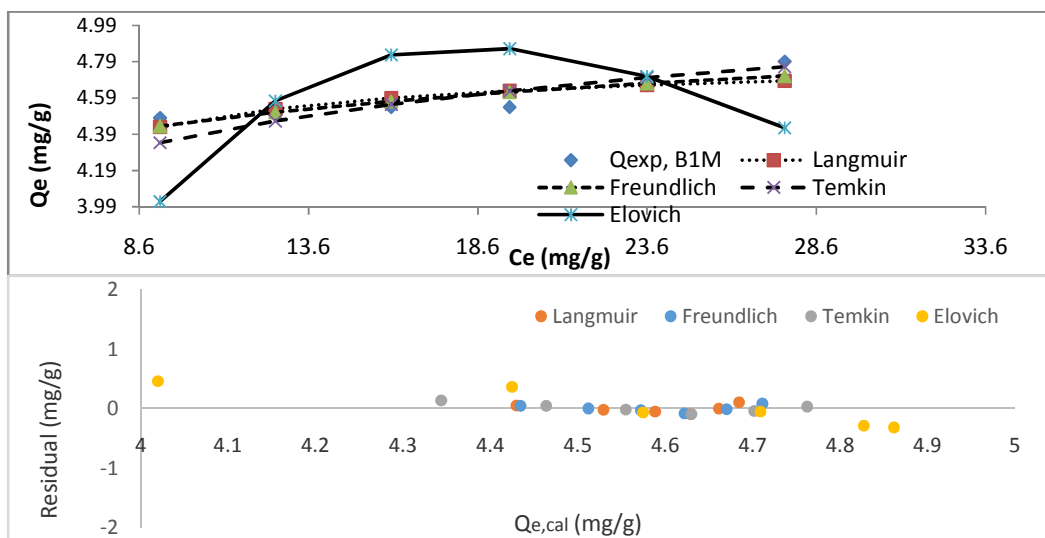 4.99
4.79
4.59
4.39
4.19
3.99
Qe (mg/g)
Qexp, B1M
Langmuir
Freundlich
Temkin
Elovich
8.6 13.6 18.6 23.6 28.6 33.6
Ce (mg/g)
2
1
0
-1
-2
Residual (mg/g)
Langmuir Freundlich Temkin Elovich
4 4.1 4.2 4.3 4.4 4.5 4.6 4.7 4.8 4.9 5
Qe,cal (mg/g)